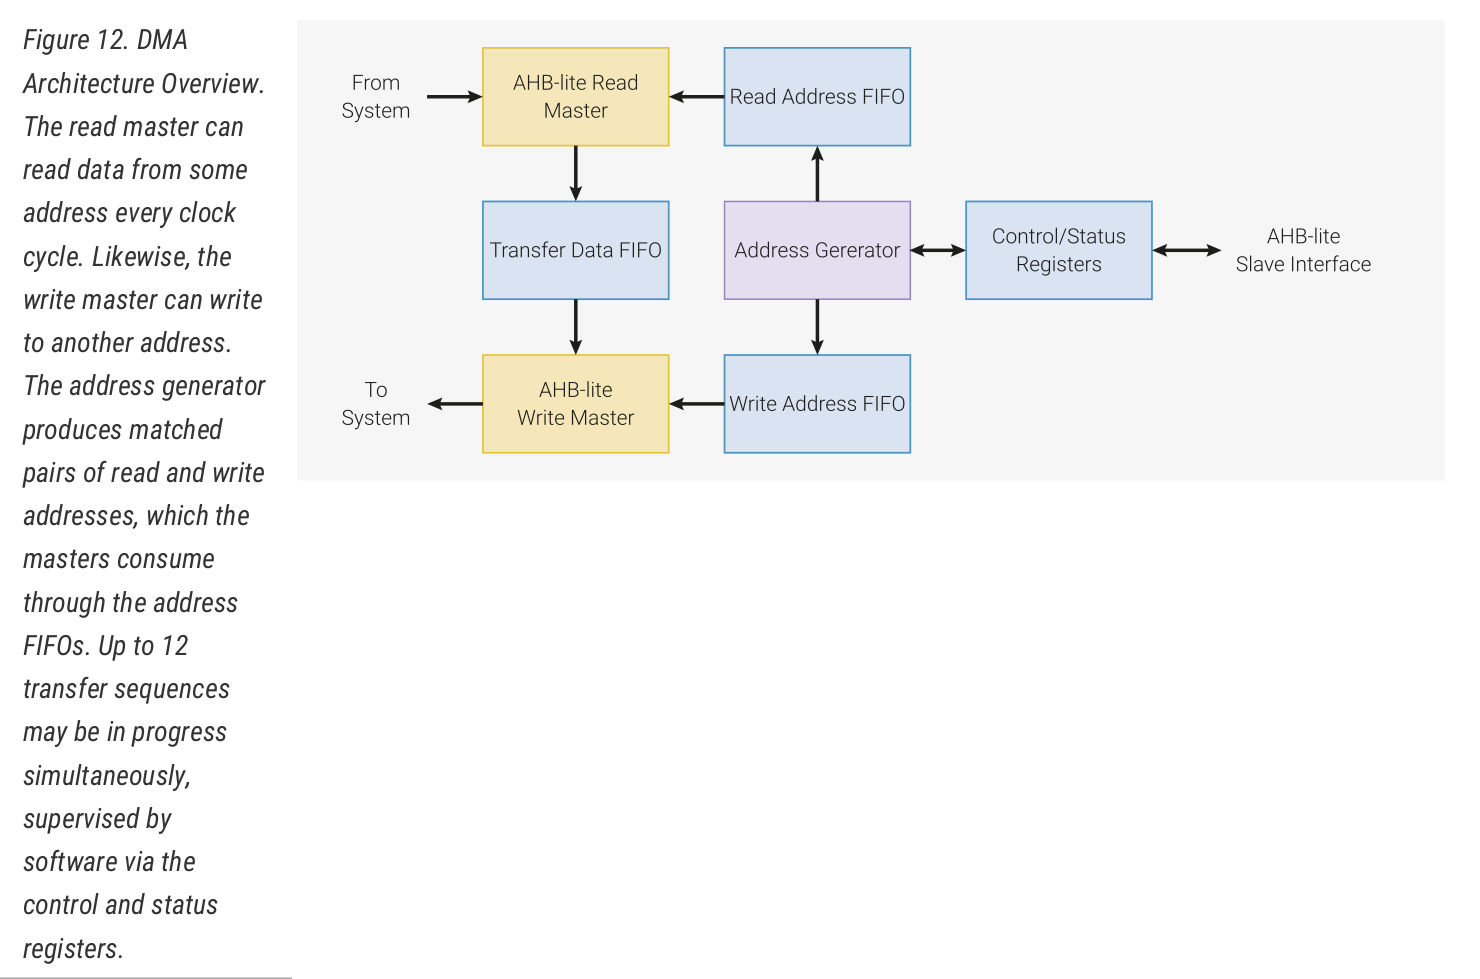 Figure 12. DMA
Architecture Overview.
The read master can
read data from some
address every clock
cycle. Likewise, the
write master can write
to another address.
The address generator
produces matched
pairs of read and write
addresses, which the
masters consume
through the address
FIFOs. Up to 12
transfer sequences
may be in progress
simultaneously,
supervised by
software via the
control and status
registers.
From
System
AHB-lite Read
Master
Read Address FIFO
Transfer Data FIFO
Address Gererator
Control/Status
Registers
AHB-lite
Slave Interface
To
System
AHB-lite
Write Master
Write Address FIFO